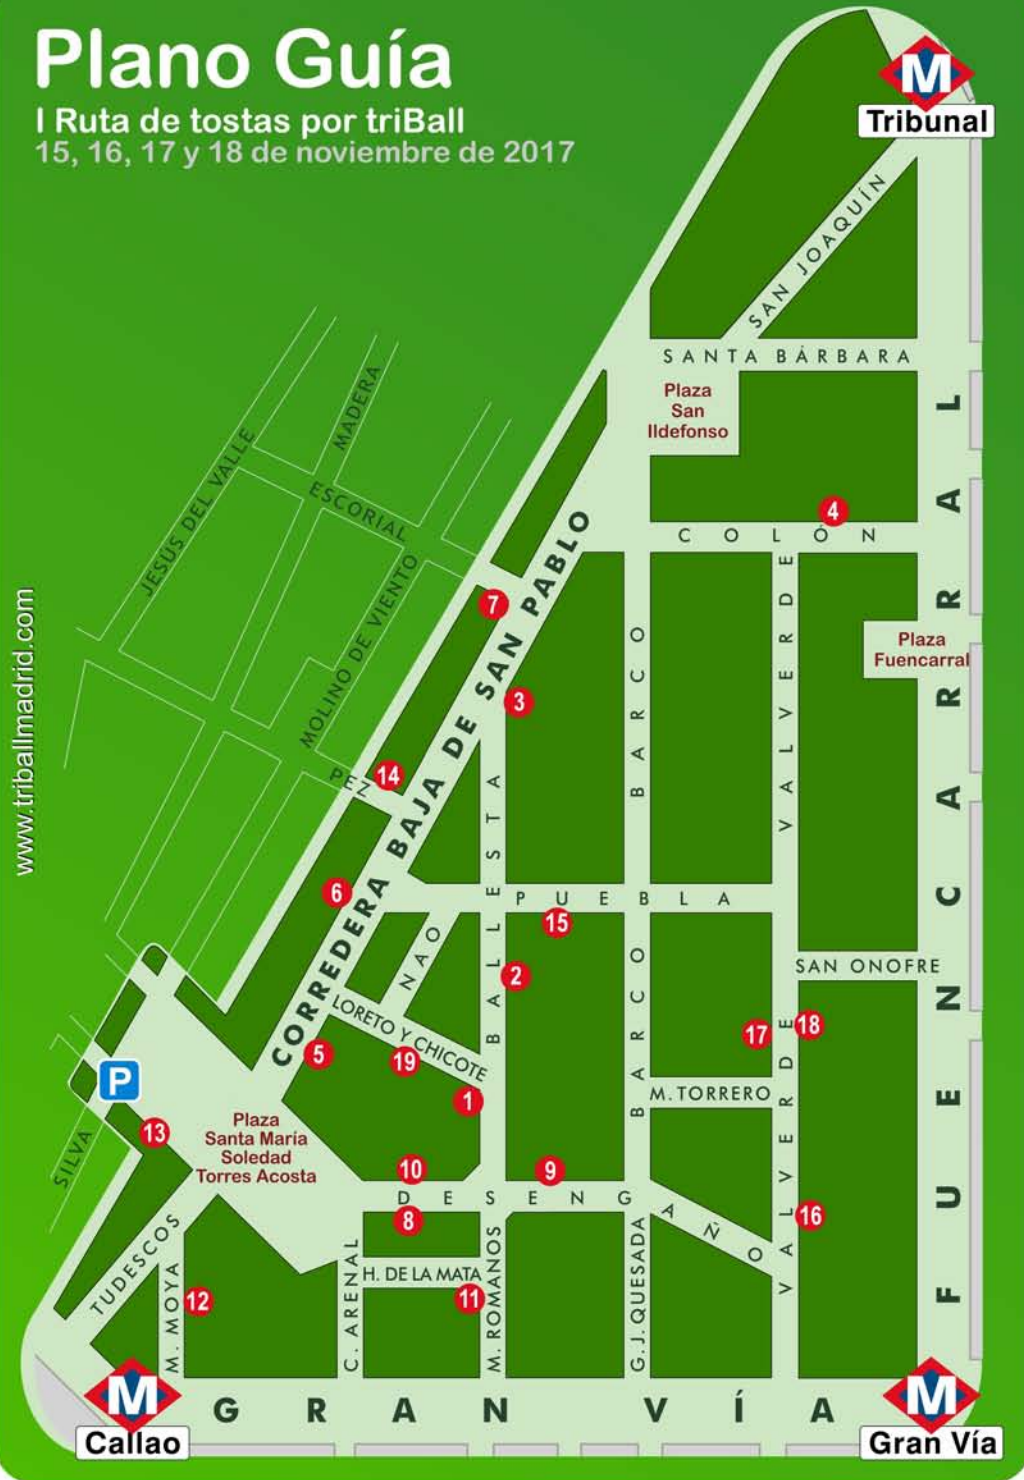 Plano Guía
I Ruta de tostas por triBall
15, 16, 17 y 18 de noviembre de 2017
M
Tribunal
SAN JOAQUÍN
SANTA BÁRBARA
Plaza
San
Ildefonso
MADERA
JESÚS DEL VALLE
ESCORIAL
MOLINO DE VIENTO
PEZ
4
COLÓN
7
3
14
6
CORREDERA BAJA DE SAN PABLO
BARCO
VALVERDE
Plaza
Fuencarral
FUENCARRAL
www.triballmadrid.com
BALLESTA
PUEBLA
15
2
NAO
LORETO Y CHICOTE
BARCO
SAN ONOFRE
17
18
5
19
1
M. TORRERO
VALVERDE
P
13
SILVA
Plaza
Santa María
Soledad
Torres Acosta
10
9
DESENGAÑO
8
16
TUDESCOS
M. MOYA
12
C. ARENAL
H. DE LA MATA
11
M. ROMANOS
G. J. QUESADA
M
Callao
GRAN VÍA
M
Gran Vía